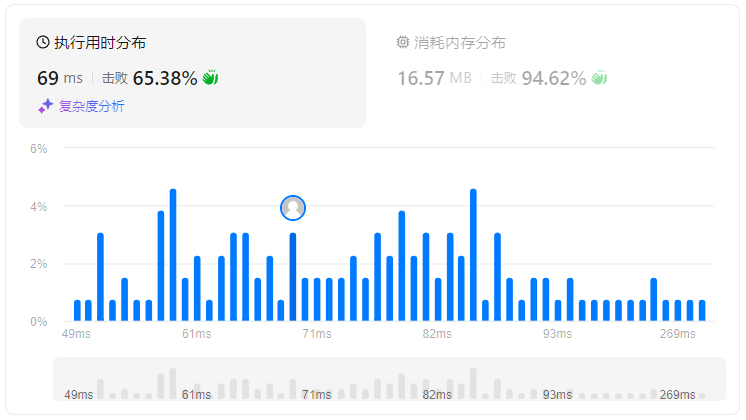 执行用时分布
69 ms 击败 65.38%
复杂度分析
消耗内存分布
16.57 MB 击败 94.62%
6%
4%
2%
0%
49ms 61ms 71ms 82ms 93ms 269ms
49ms 61ms 71ms 82ms 93ms 269ms